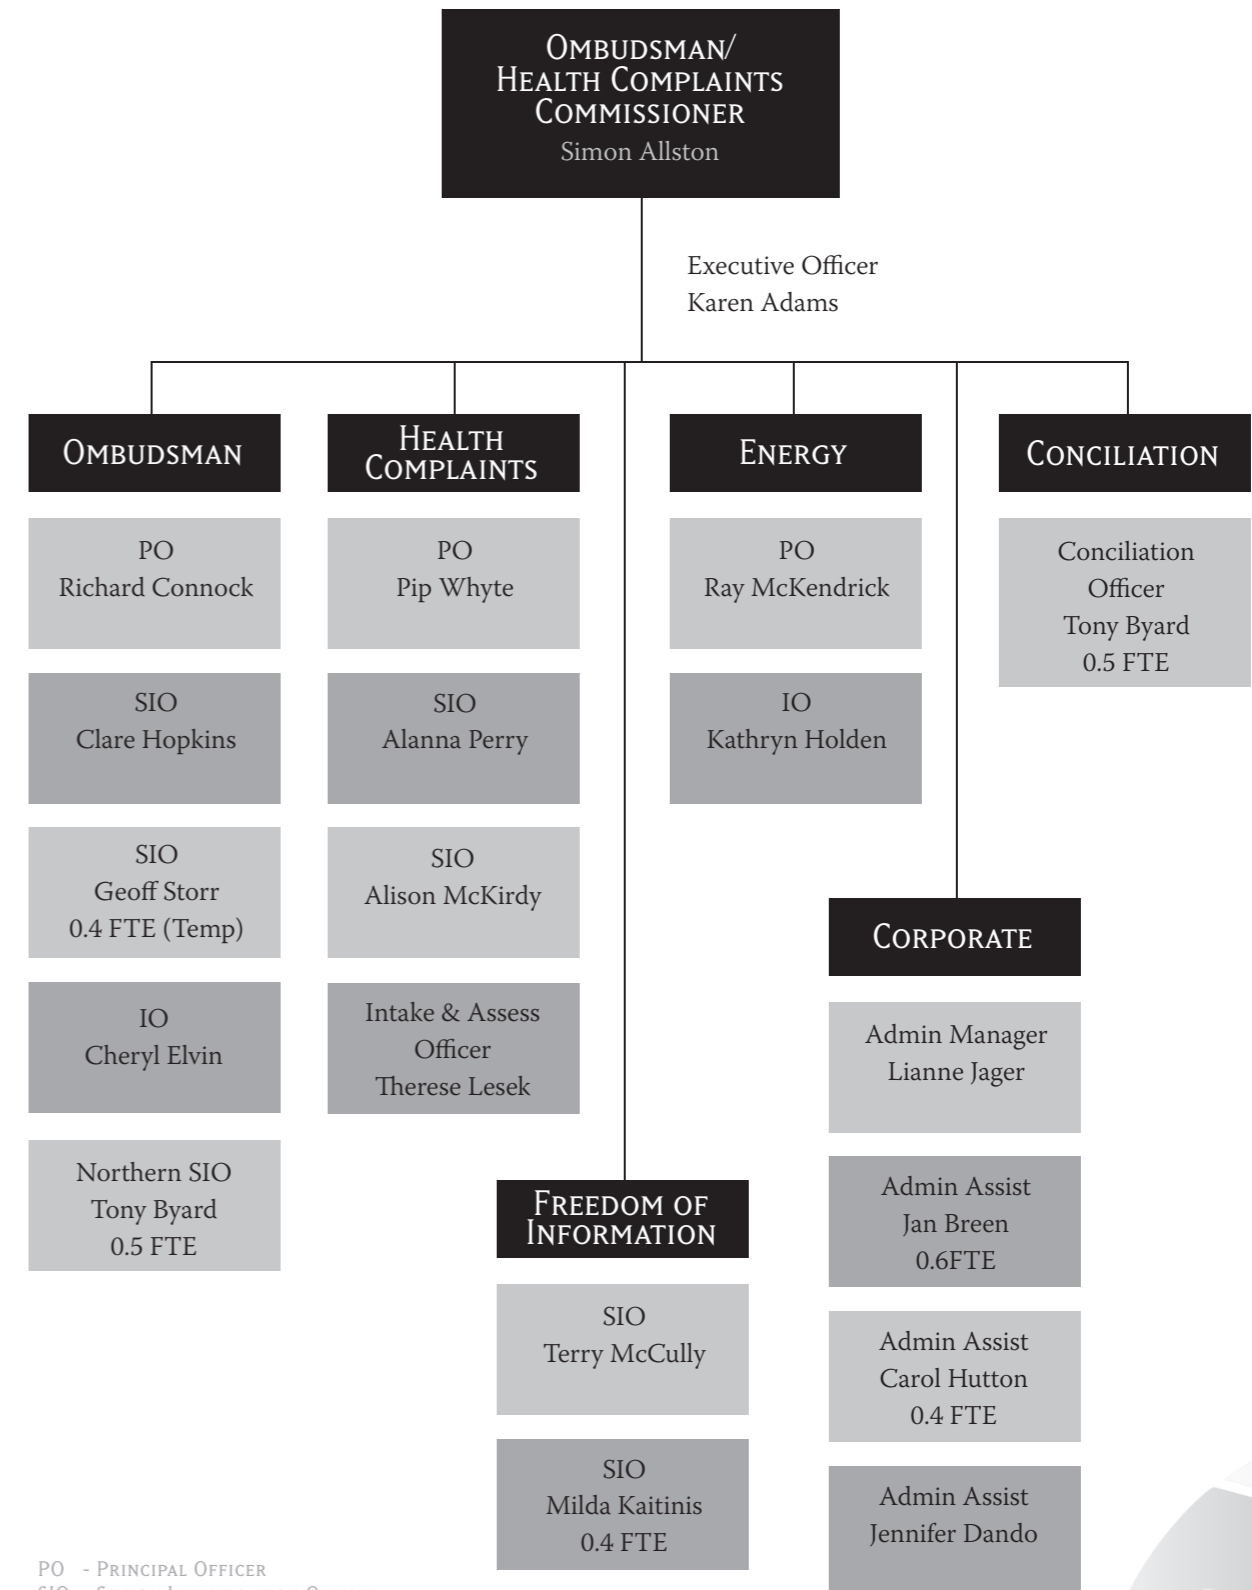 Ombudsman/
Health Complaints
Commissioner
Simon Allston
Executive Officer
Karen Adams
Ombudsman
PO
Richard Connock
SIO
Clare Hopkins
SIO
Geoff Storr
0.4 FTE (Temp)
IO
Cheryl Elvin
Northern SIO
Tony Byard
0.5 FTE
Health
Complaints
PO
Pip Whyte
SIO
Alanna Perry
SIO
Alison McKirdy
Intake & Assess
Officer
Therese Lesek
Freedom of
Information
SIO
Terry McCully
SIO
Milda Kaitinis
0.4 FTE
Energy
PO
Ray McKendrick
IO
Kathryn Holden
Corporate
Admin Manager
Lianne Jager
Admin Assist
Jan Breen
0.6FTE
Admin Assist
Carol Hutton
0.4 FTE
Admin Assist
Jennifer Dando
Conciliation
Conciliation
Officer
Tony Byard
0.5 FTE
PO - Principal Officer